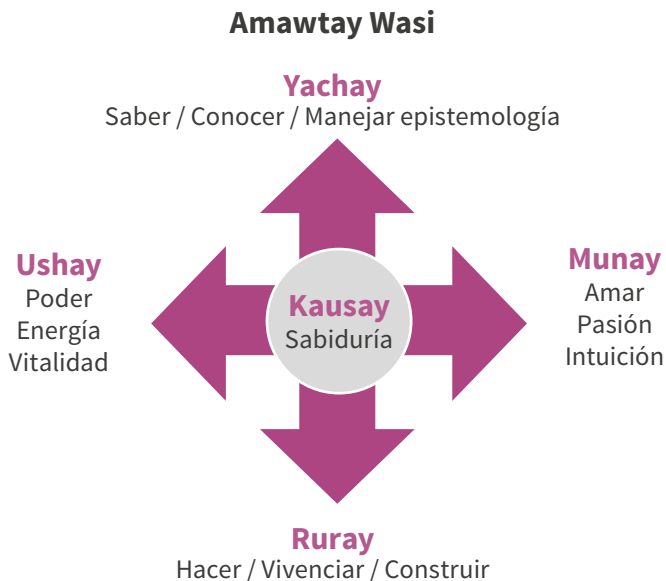 Amawtay Wasi
Yachay
Saber / Conocer / Manejar epistemología
Ushay
Poder
Energía
Vitalidad
Kausay
Sabiduría
Munay
Amar
Pasión
Intuición
Ruray
Hacer / Vivenciar / Construir